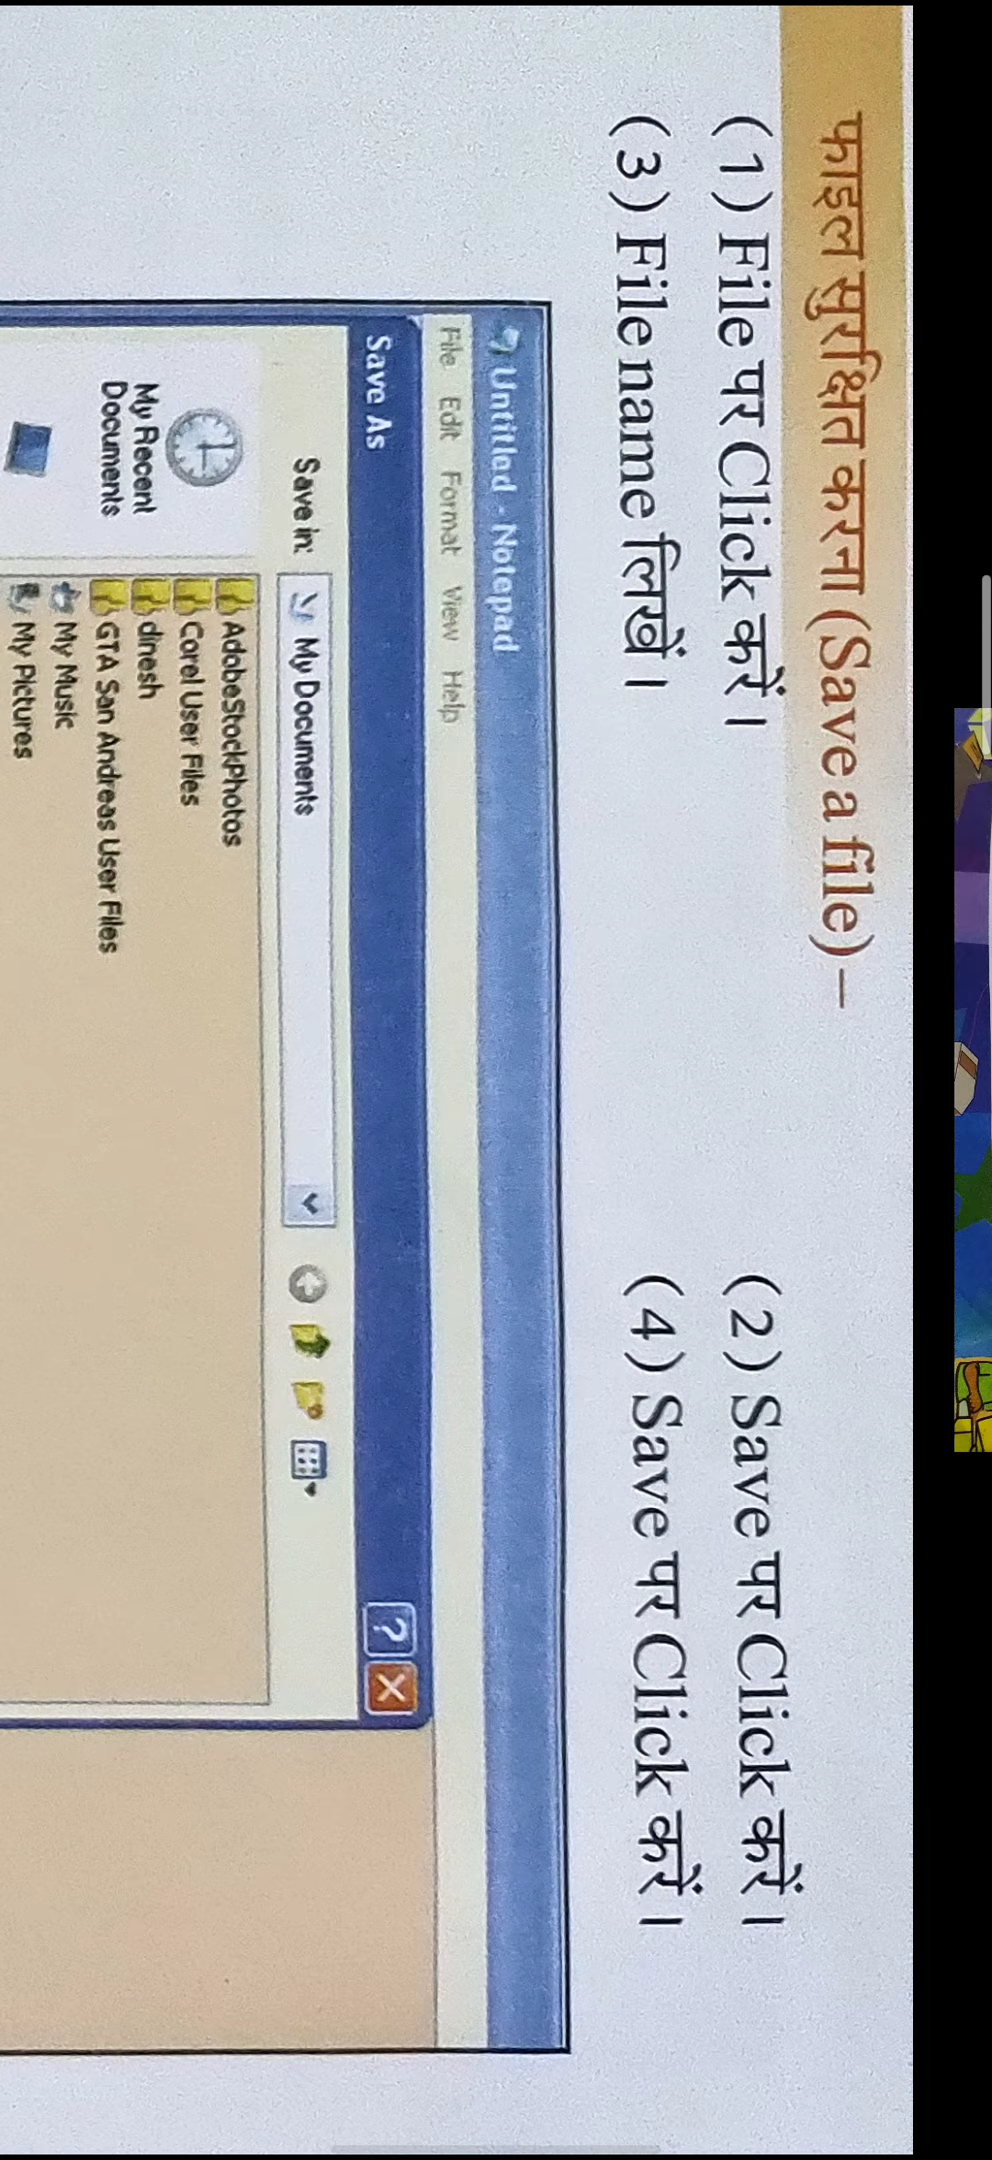 फाइल सुरक्षित करना (Save a file) –
(1) File पर Click करें।
(2) Save पर Click करें।
(3) File name लिखें।
(4) Save पर Click करें।
Untitled - Notepad
File Edit Format View Help
Save As
Save in: My Documents
My Recent Documents
AdobeStockPhotos
Corel User Files
dinesh
GTA San Andreas User Files
My Music
My Pictures